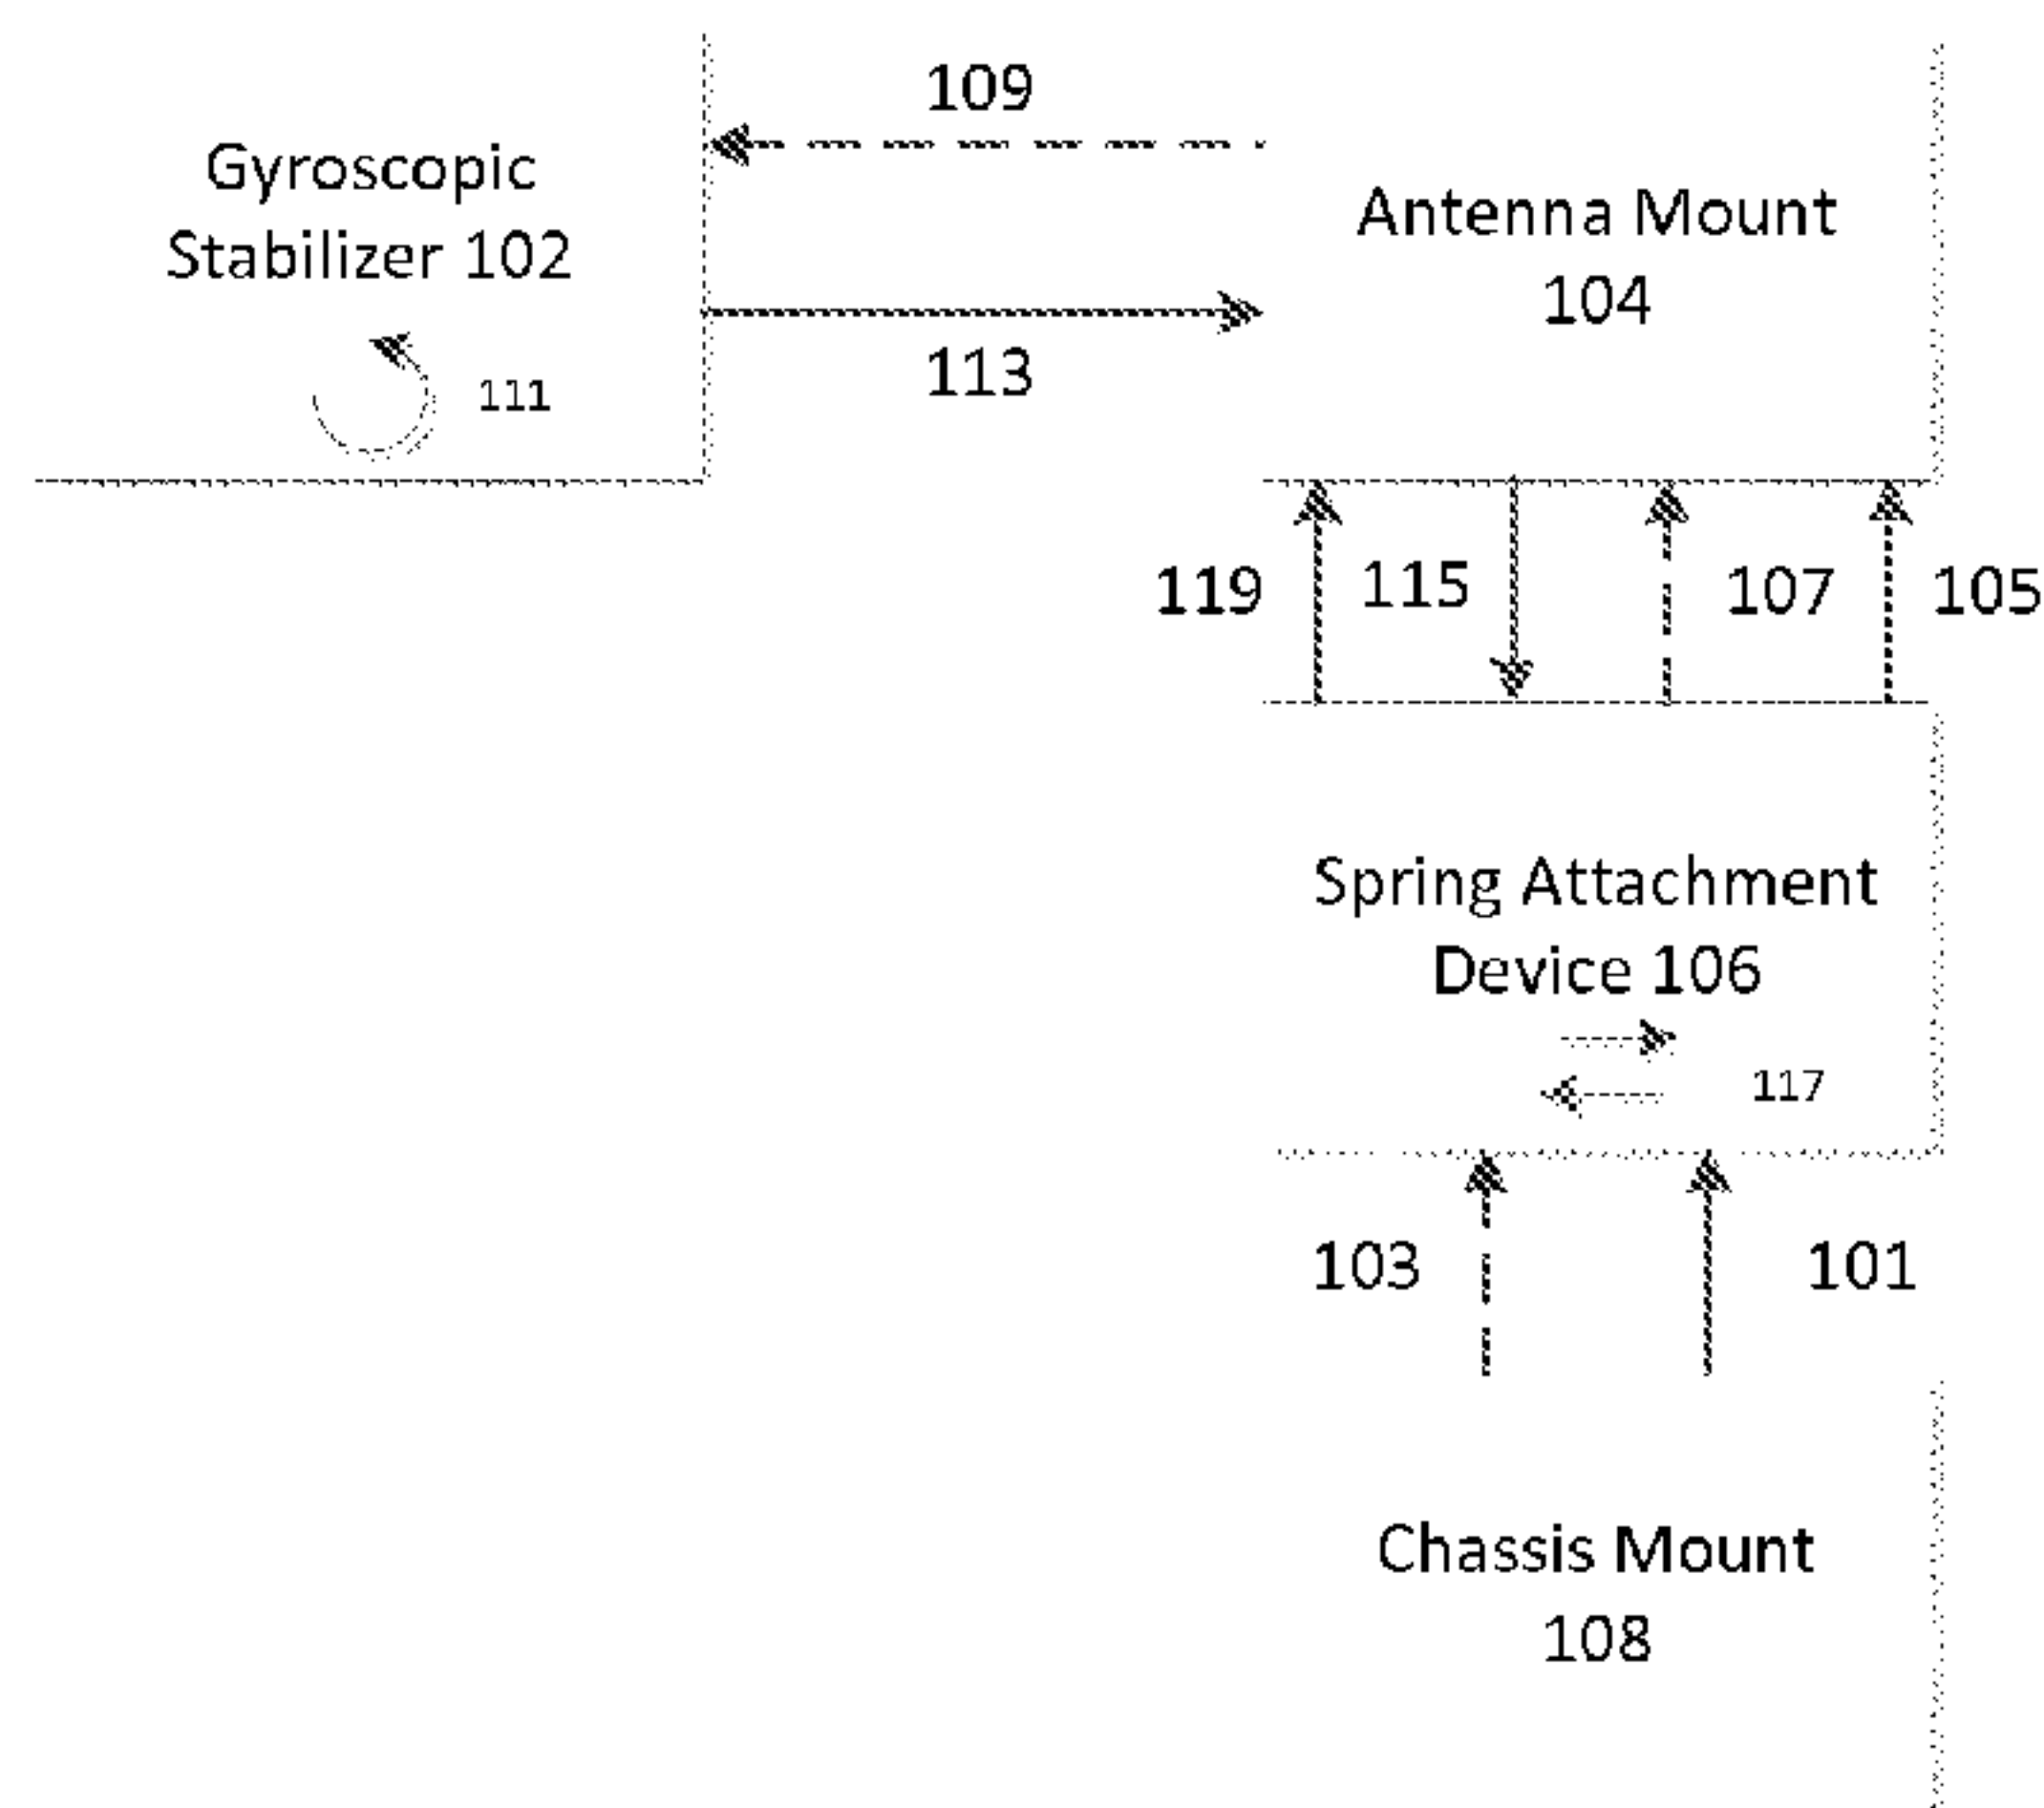 109
Gyroscopic
Stabilizer 102
Antenna Mount
104
113
111
119
115
107
105
Spring Attachment
Device 106
117
103
101
Chassis Mount
108